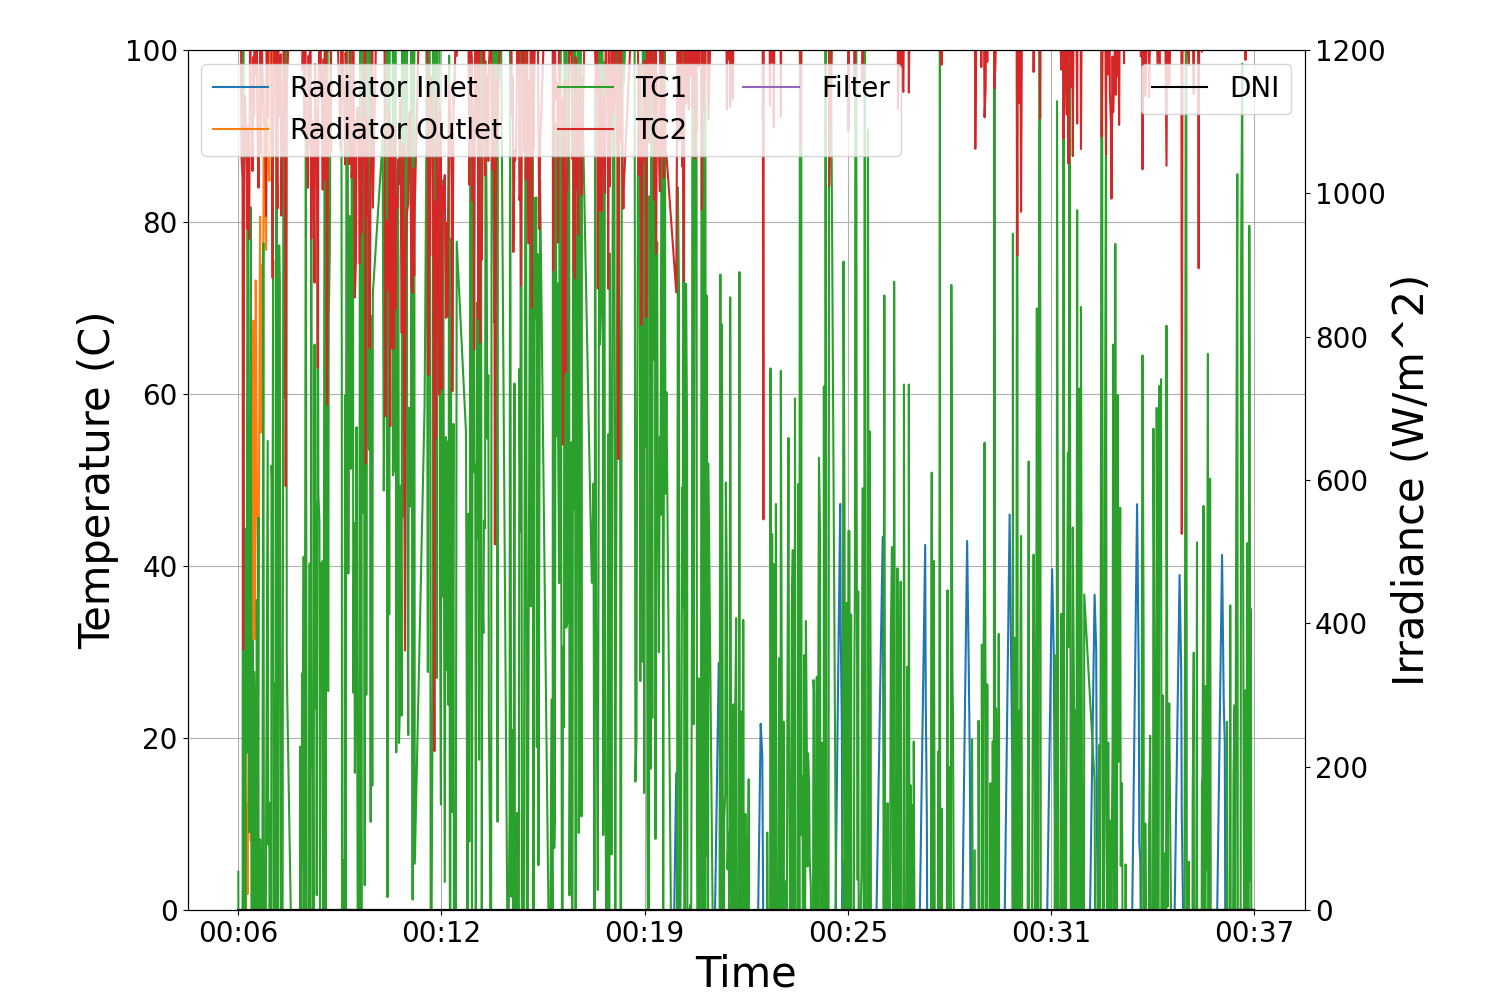 100
80
60
40
20
0
Temperature (C)
Radiator Inlet
Radiator Outlet
TC1
TC2
Filter
DNI
1200
1000
800
600
400
200
0
Irradiance (W/m^2)
00:06 00:12 00:19 00:25 00:31 00:37
Time